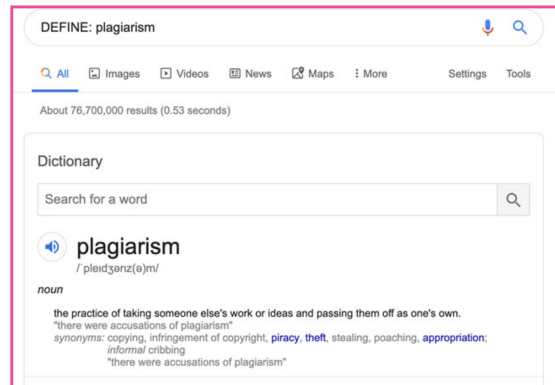 DEFINE: plagiarism
All Images Videos News Maps More Settings Tools
About 76,700,000 results (0.53 seconds)
Dictionary
Search for a word
plagiarism
/ˈpleɪdʒərɪz(ə)m/
noun
the practice of taking someone else's work or ideas and passing them off as one's own.
"there were accusations of plagiarism"
synonyms: copying, infringement of copyright, piracy, theft, stealing, poaching, appropriation;
informal cribbing
"there were accusations of plagiarism"